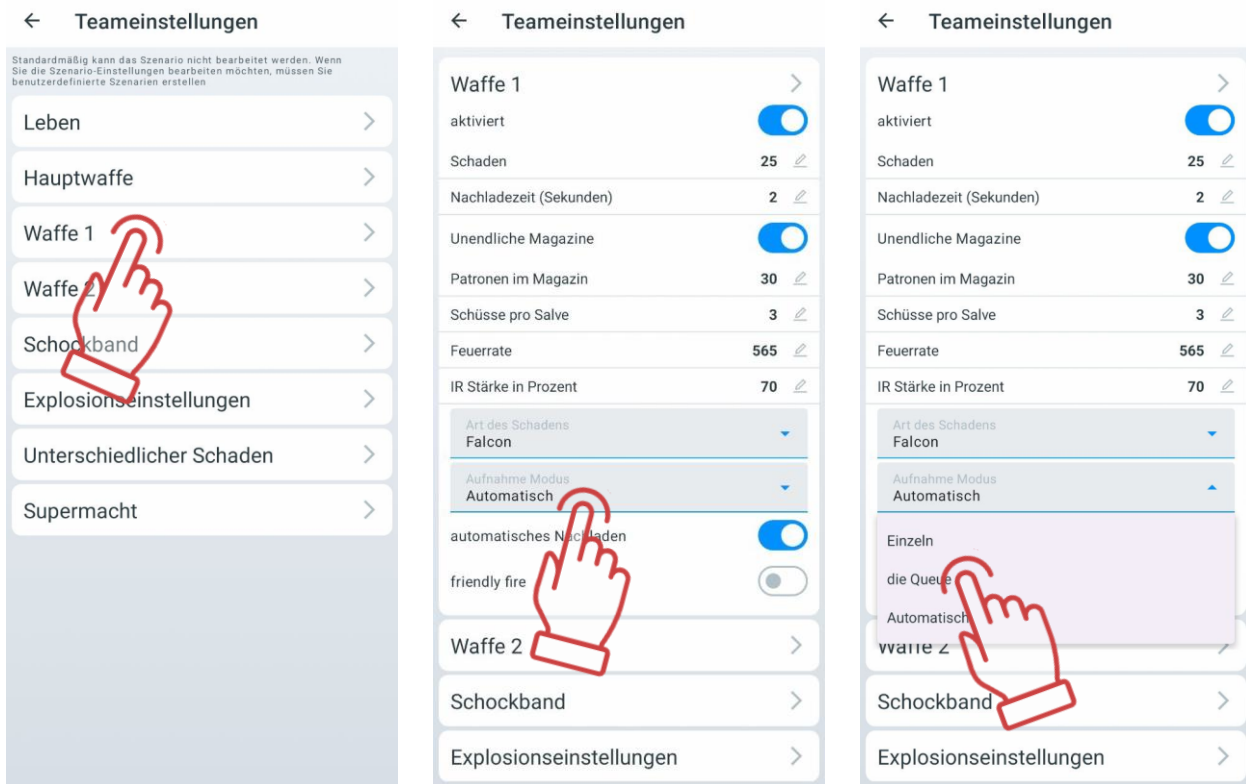 Teameinstellungen
Standardmäßig kann das Szenario nicht bearbeitet werden. Wenn
Sie die Szenario-Einstellungen bearbeiten möchten, müssen Sie
benutzerdefinierte Szenarien erstellen
Leben
Hauptwaffe
Waffe 1
Waffe 2
Schockband
Explosionseinstellungen
Unterschiedlicher Schaden
Supermacht
Teameinstellungen
Waffe 1
aktiviert
Schaden 25
Nachladezeit (Sekunden) 2
Unendliche Magazine
Patronen im Magazin 30
Schüsse pro Salve 3
Feuerrate 565
IR Stärke in Prozent 70
Art des Schadens
Falcon
Aufnahme Modus
Automatisch
automatisches Nachladen
friendly fire
Waffe 2
Schockband
Explosionseinstellungen
Teameinstellungen
Waffe 1
aktiviert
Schaden 25
Nachladezeit (Sekunden) 2
Unendliche Magazine
Patronen im Magazin 30
Schüsse pro Salve 3
Feuerrate 565
IR Stärke in Prozent 70
Art des Schadens
Falcon
Aufnahme Modus
Automatisch
Einzeln
die Queue
Automatisch
Waffe 2
Schockband
Explosionseinstellungen